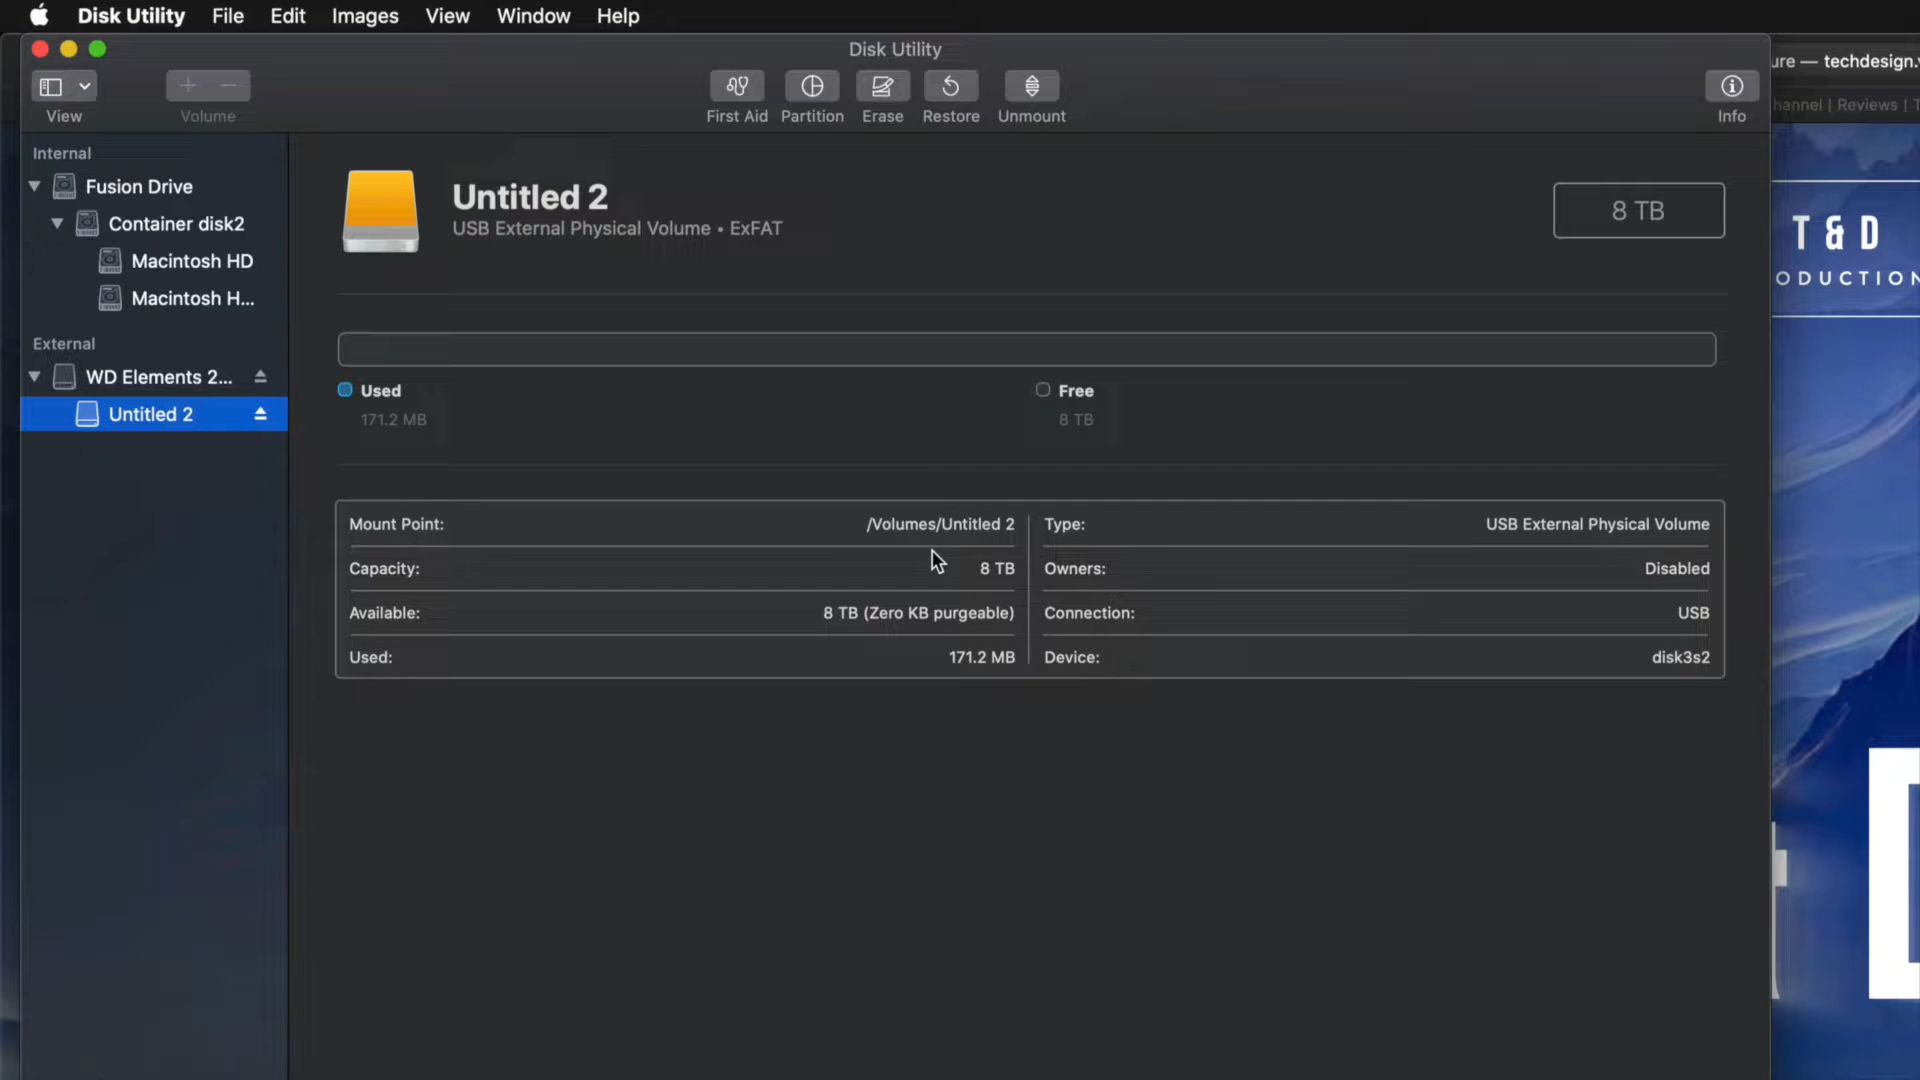 Disk Utility File Edit Images View Window Help
Disk Utility
View Volume First Aid Partition Erase Restore Unmount Info
ure — techdesign.
hannel | Reviews |
Internal
Fusion Drive
Container disk2
Macintosh HD
Macintosh H...
External
WD Elements 2...
Untitled 2
Untitled 2
USB External Physical Volume • ExFAT
8 TB
Used
171.2 MB
Free
8 TB
Mount Point: /Volumes/Untitled 2
Capacity: 8 TB
Available: 8 TB (Zero KB purgeable)
Used: 171.2 MB
Type: USB External Physical Volume
Owners: Disabled
Connection: USB
Device: disk3s2
T & D
ODUCTION